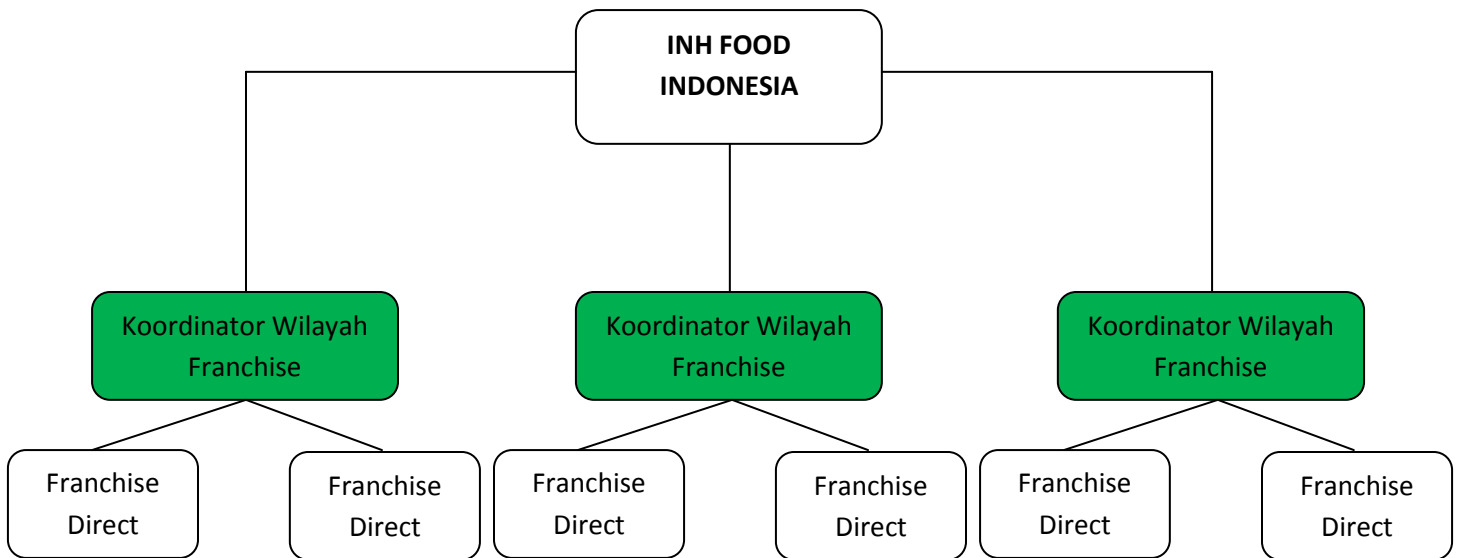 INH FOOD
INDONESIA
Koordinator Wilayah
Franchise
Koordinator Wilayah
Franchise
Koordinator Wilayah
Franchise
Franchise
Direct
Franchise
Direct
Franchise
Direct
Franchise
Direct
Franchise
Direct
Franchise
Direct